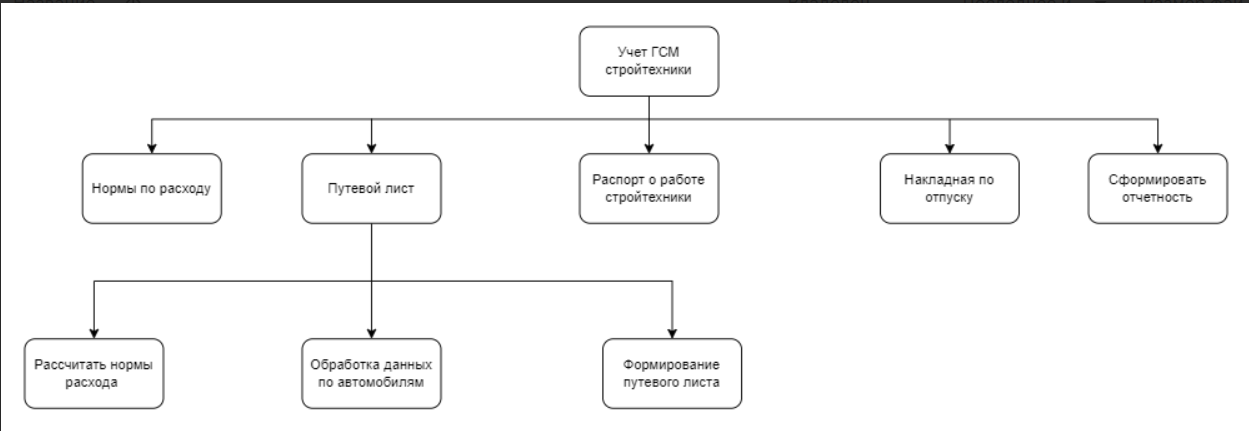 Учет ГСМ
стройтехники
Нормы по расходу
Путевой лист
Распорт о работе
стройтехники
Накладная по
отпуску
Сформировать
отчетность
Рассчитать нормы
расхода
Обработка данных
по автомобилям
Формирование
путевого листа